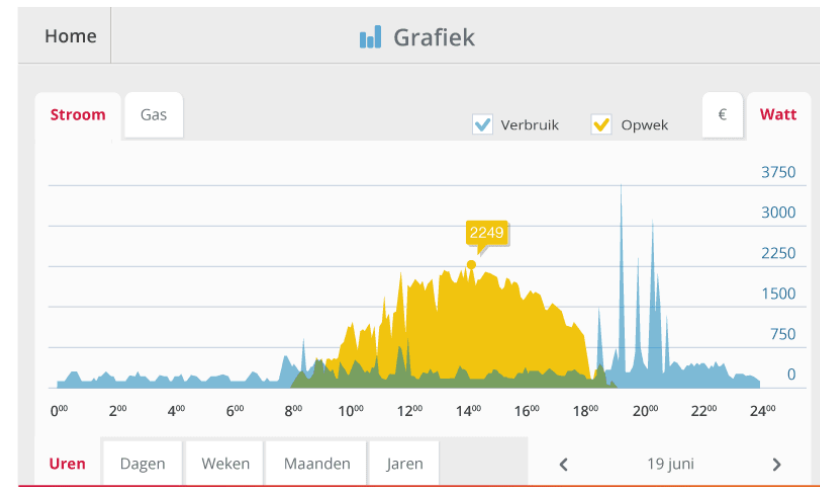 Home Grafiek
Stroom Gas Verbruik Opwek € Watt
3750
3000
2249
2250
1500
750
0
0⁰⁰ 2⁰⁰ 4⁰⁰ 6⁰⁰ 8⁰⁰ 10⁰⁰ 12⁰⁰ 14⁰⁰ 16⁰⁰ 18⁰⁰ 20⁰⁰ 22⁰⁰ 24⁰⁰
Uren Dagen Weken Maanden Jaren < 19 juni >